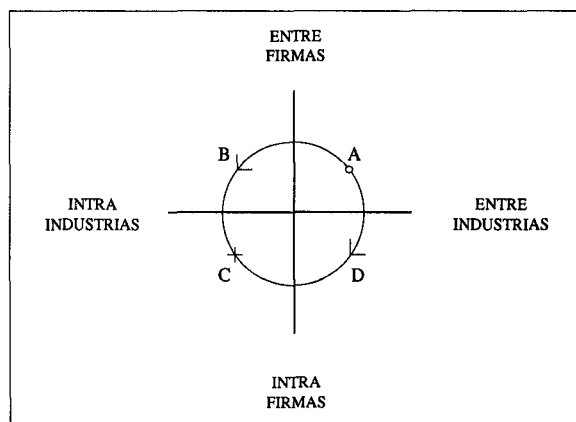 ENTRE
FIRMAS
B
A
INTRA
INDUSTRIAS
ENTRE
INDUSTRIAS
C
D
INTRA
FIRMAS